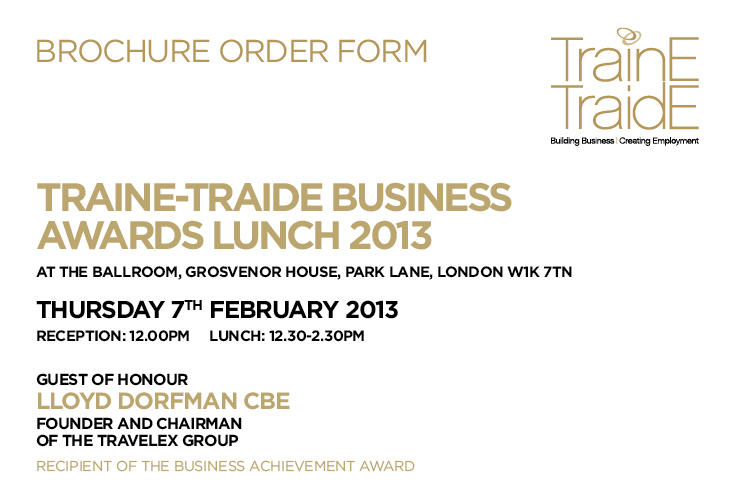 BROCHURE ORDER FORM
TrainE
TraidE
Building Business | Creating Employment
TRAINE-TRAIDE BUSINESS
AWARDS LUNCH 2013
AT THE BALLROOM, GROSVENOR HOUSE, PARK LANE, LONDON W1K 7TN
THURSDAY 7TH FEBRUARY 2013
RECEPTION: 12.00PM LUNCH: 12.30-2.30PM
GUEST OF HONOUR
LLOYD DORFMAN CBE
FOUNDER AND CHAIRMAN
OF THE TRAVELEX GROUP
RECIPIENT OF THE BUSINESS ACHIEVEMENT AWARD